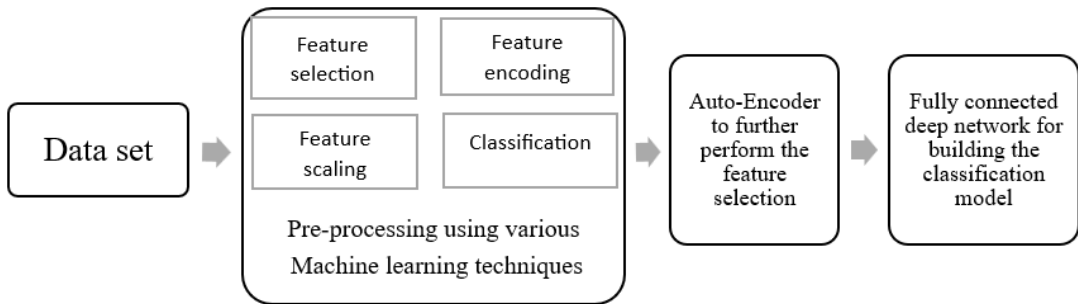 Data set
Feature
selection
Feature
encoding
Feature
scaling
Classification
Pre-processing using various
Machine learning techniques
Auto-Encoder
to further
perform the
feature
selection
Fully connected
deep network for
building the
classification
model